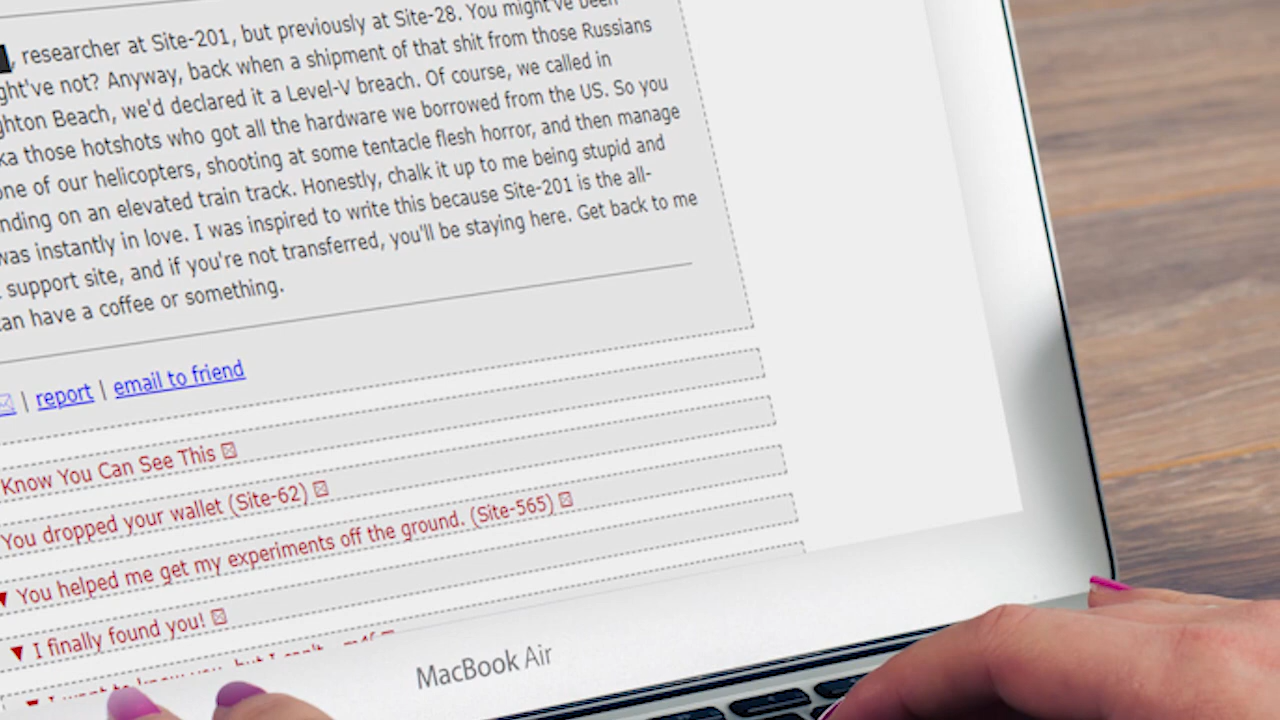 , researcher at Site-201, but previously at Site-28. You might've been
ght've not? Anyway, back when a shipment of that shit from those Russians
ghton Beach, we'd declared it a Level-V breach. Of course, we called in
ka those hotshots who got all the hardware we borrowed from the US. So you
one of our helicopters, shooting at some tentacle flesh horror, and then manage
nding on an elevated train track. Honestly, chalk it up to me being stupid and
was instantly in love. I was inspired to write this because Site-201 is the all-
support site, and if you're not transferred, you'll be staying here. Get back to me
can have a coffee or something.
| report | email to friend
Know You Can See This
You dropped your wallet (Site-62)
▼ You helped me get my experiments off the ground. (Site-565)
▼ I finally found you!
▼ I want to know you, but I can't. m4f
MacBook Air